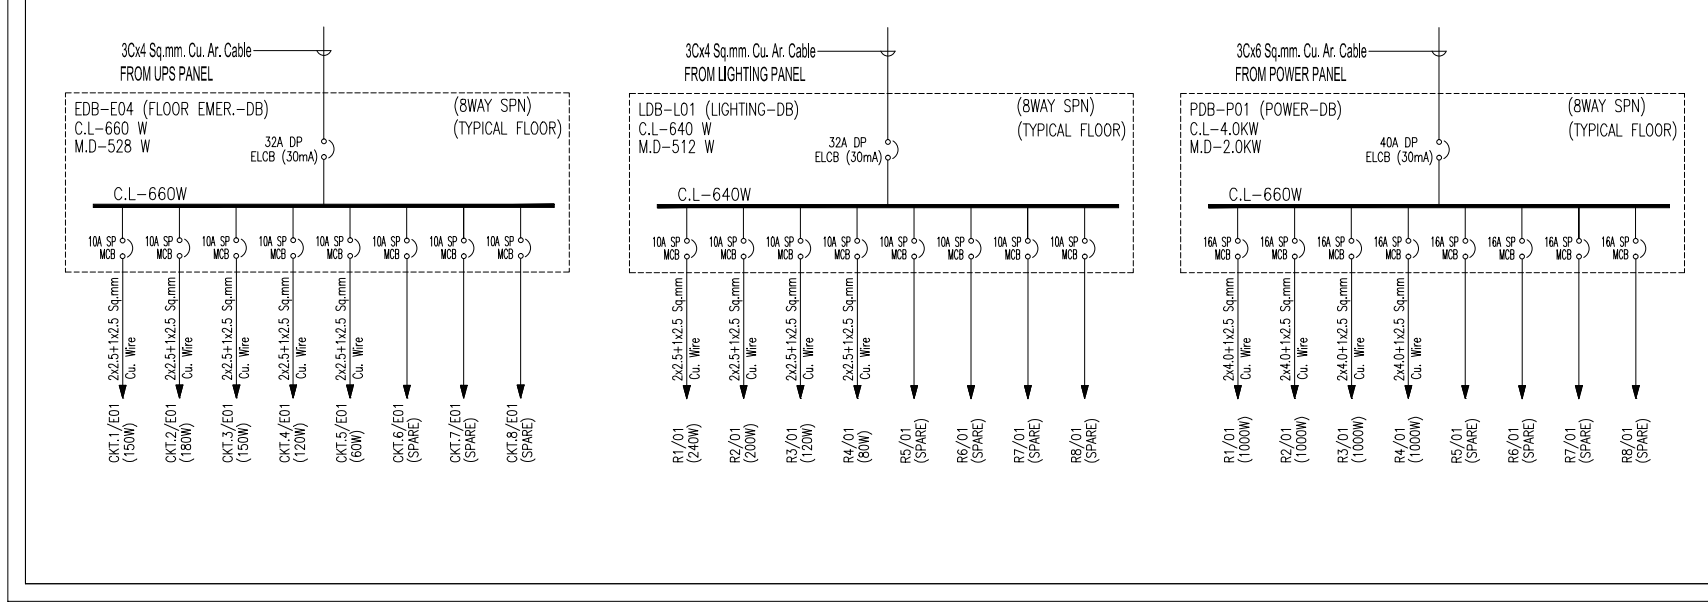 3Cx4 Sq.mm. Cu. Ar. Cable
FROM UPS PANEL
EDB-E04 (FLOOR EMER.-DB)
C.L-660 W
M.D-528 W
(8WAY SPN)
(TYPICAL FLOOR)
32A DP
ELCB (30mA)
C.L-660W
10A SP
MCB
10A SP
MCB
10A SP
MCB
10A SP
MCB
10A SP
MCB
10A SP
MCB
10A SP
MCB
10A SP
MCB
2x2.5+1x2.5 Sq.mm
Cu. Wire
2x2.5+1x2.5 Sq.mm
Cu. Wire
2x2.5+1x2.5 Sq.mm
Cu. Wire
2x2.5+1x2.5 Sq.mm
Cu. Wire
2x2.5+1x2.5 Sq.mm
Cu. Wire
CKT.1/E01
(150W)
CKT.2/E01
(180W)
CKT.3/E01
(150W)
CKT.4/E01
(120W)
CKT.5/E01
(60W)
CKT.6/E01
(SPARE)
CKT.7/E01
(SPARE)
CKT.8/E01
(SPARE)
3Cx4 Sq.mm. Cu. Ar. Cable
FROM LIGHTING PANEL
LDB-L01 (LIGHTING-DB)
C.L-640 W
M.D-512 W
(8WAY SPN)
(TYPICAL FLOOR)
32A DP
ELCB (30mA)
C.L-640W
10A SP
MCB
10A SP
MCB
10A SP
MCB
10A SP
MCB
10A SP
MCB
10A SP
MCB
10A SP
MCB
10A SP
MCB
2x2.5+1x2.5 Sq.mm
Cu. Wire
2x2.5+1x2.5 Sq.mm
Cu. Wire
2x2.5+1x2.5 Sq.mm
Cu. Wire
2x2.5+1x2.5 Sq.mm
Cu. Wire
R1/01
(240W)
R2/01
(200W)
R3/01
(120W)
R4/01
(80W)
R5/01
(SPARE)
R6/01
(SPARE)
R7/01
(SPARE)
R8/01
(SPARE)
3Cx6 Sq.mm. Cu. Ar. Cable
FROM POWER PANEL
PDB-P01 (POWER-DB)
C.L-4.0KW
M.D-2.0KW
(8WAY SPN)
(TYPICAL FLOOR)
40A DP
ELCB (30mA)
C.L-660W
16A SP
MCB
16A SP
MCB
16A SP
MCB
16A SP
MCB
16A SP
MCB
16A SP
MCB
16A SP
MCB
16A SP
MCB
2x4.0+1x2.5 Sq.mm
Cu. Wire
2x4.0+1x2.5 Sq.mm
Cu. Wire
2x4.0+1x2.5 Sq.mm
Cu. Wire
2x4.0+1x2.5 Sq.mm
Cu. Wire
R1/01
(1000W)
R2/01
(1000W)
R3/01
(1000W)
R4/01
(1000W)
R5/01
(SPARE)
R6/01
(SPARE)
R7/01
(SPARE)
R8/01
(SPARE)